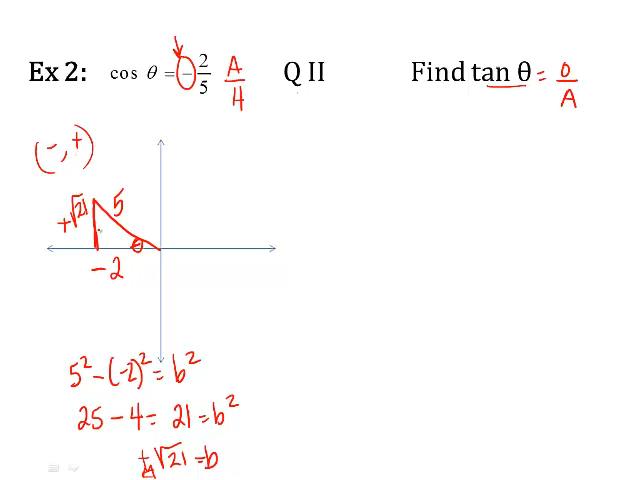 Ex 2: cos θ = - 2/5 A/H Q II Find tan θ = O/A
(-, +)
+√21 5
θ
-2
5² - (-2)² = b²
25 - 4 = 21 = b²
±√21 = b